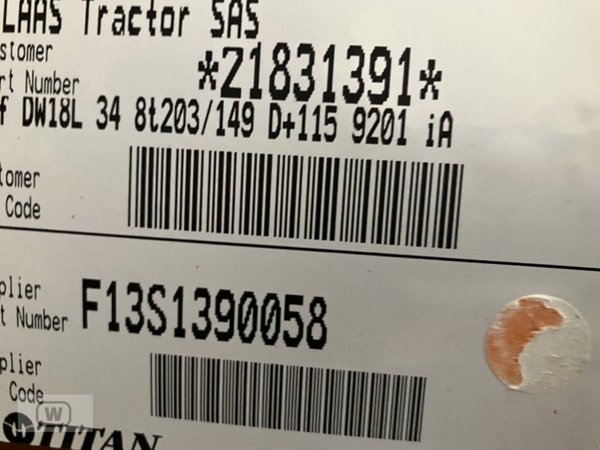 LAAS Tractor SAS
stomer
rt Number *21831391*
f DW18L 34 8t203/149 D+115 9201 iA
tomer
Code
plier
t Number F13S1390058
plier
Code
W
TITAN